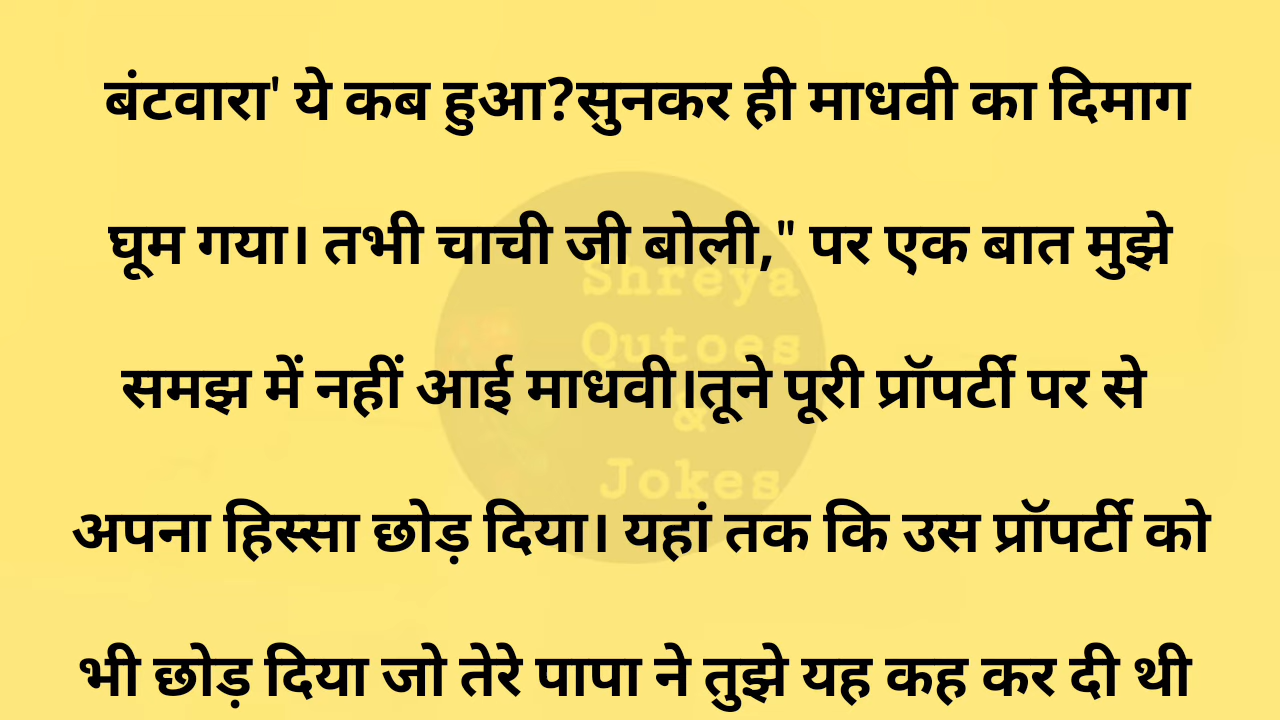 बंटवारा' ये कब हुआ?सुनकर ही माधवी का दिमाग
घूम गया। तभी चाची जी बोली," पर एक बात मुझे
समझ में नहीं आई माधवी।तूने पूरी प्रॉपर्टी पर से
अपना हिस्सा छोड़ दिया। यहां तक कि उस प्रॉपर्टी को
भी छोड़ दिया जो तेरे पापा ने तुझे यह कह कर दी थी
Shreya
Qutoes
&
Jokes